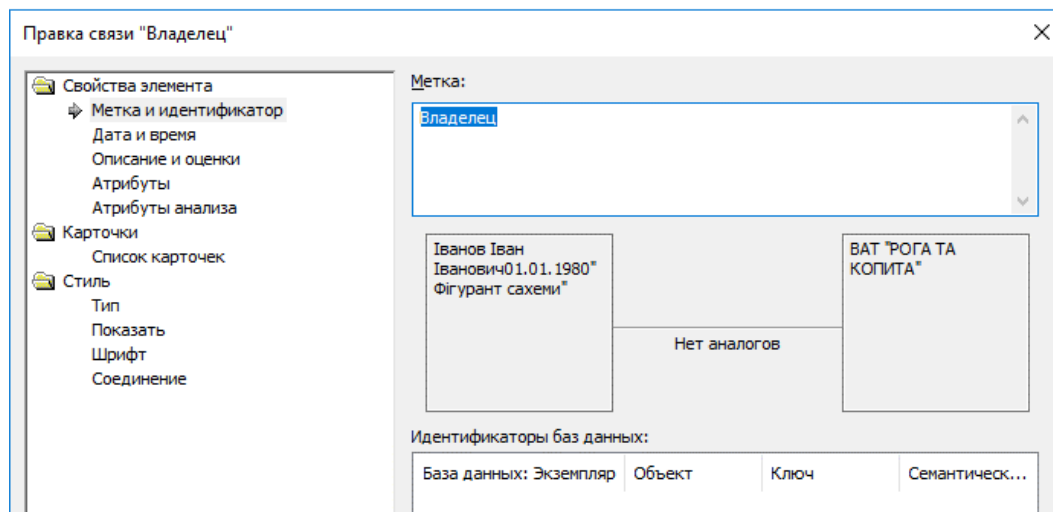 Правка связи "Владелец"
Свойства элемента
Метка и идентификатор
Дата и время
Описание и оценки
Атрибуты
Атрибуты анализа
Карточки
Список карточек
Стиль
Тип
Показать
Шрифт
Соединение
Метка:
Владелец
Іванов Іван
Іванович01.01.1980"
Фігурант сахеми"
Нет аналогов
ВАТ "РОГА ТА
КОПИТА"
Идентификаторы баз данных:
База данных: Экземпляр Объект Ключ Семантическ...